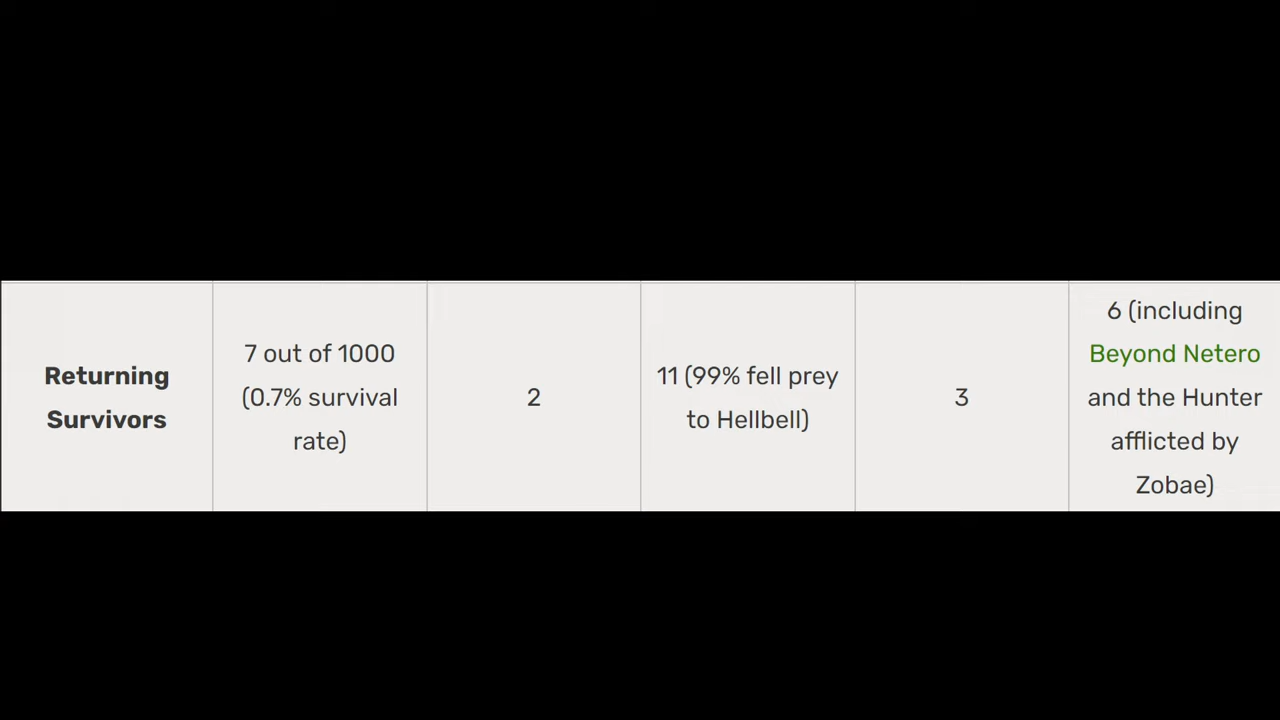 Returning
Survivors
7 out of 1000
(0.7% survival
rate)
2
11 (99% fell prey
to Hellbell)
3
6 (including
Beyond Netero
and the Hunter
afflicted by
Zobae)